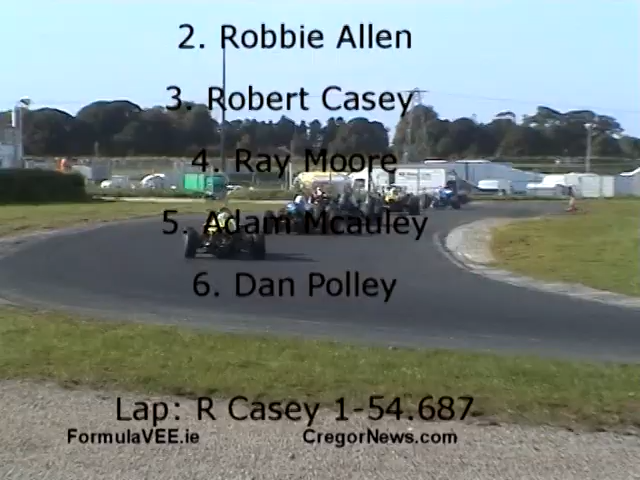 2. Robbie Allen
3. Robert Casey
4. Ray Moore
5. Adam Mcauley
6. Dan Polley
Lap: R Casey 1-54.687
FormulaVEE.ie CregorNews.com